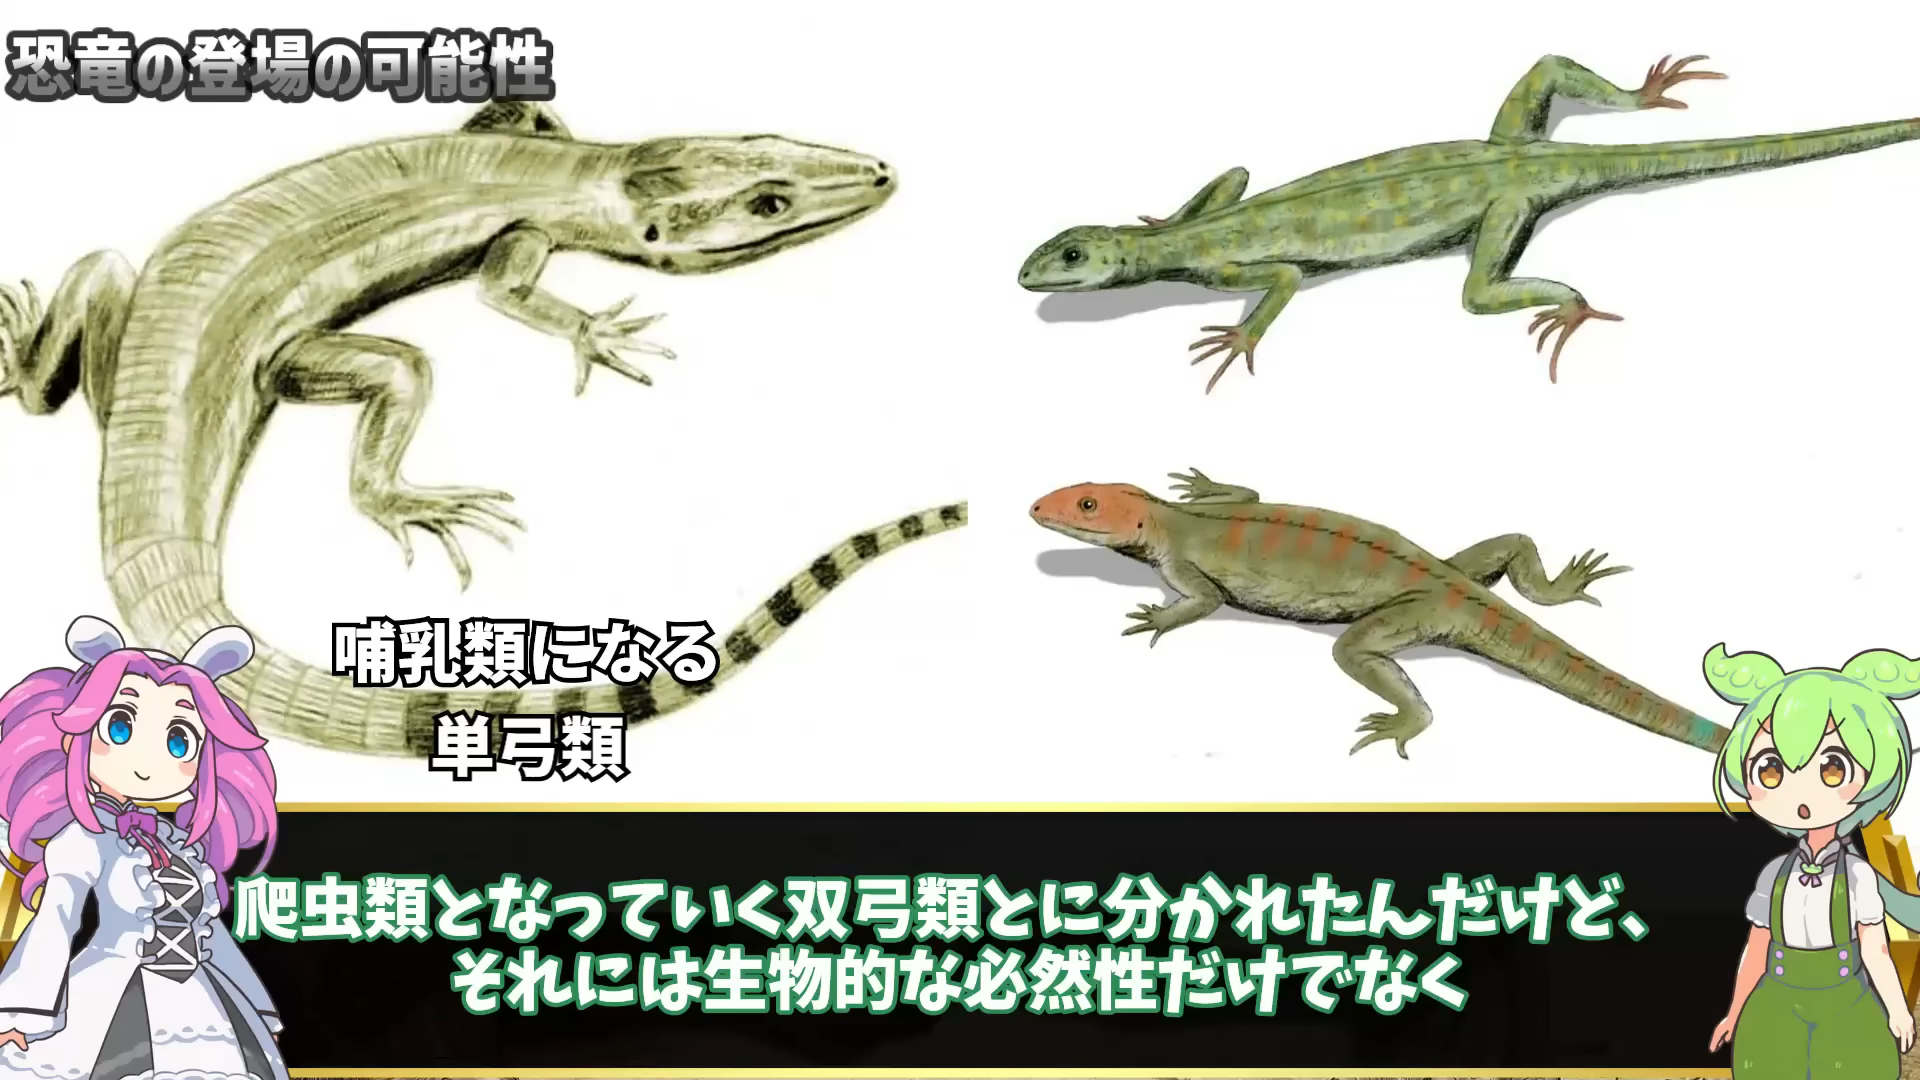 恐竜の登場の可能性
哺乳類になる
単弓類
爬虫類となっていく双弓類とに分かれたんだけど、
それには生物的な必然性だけでなく